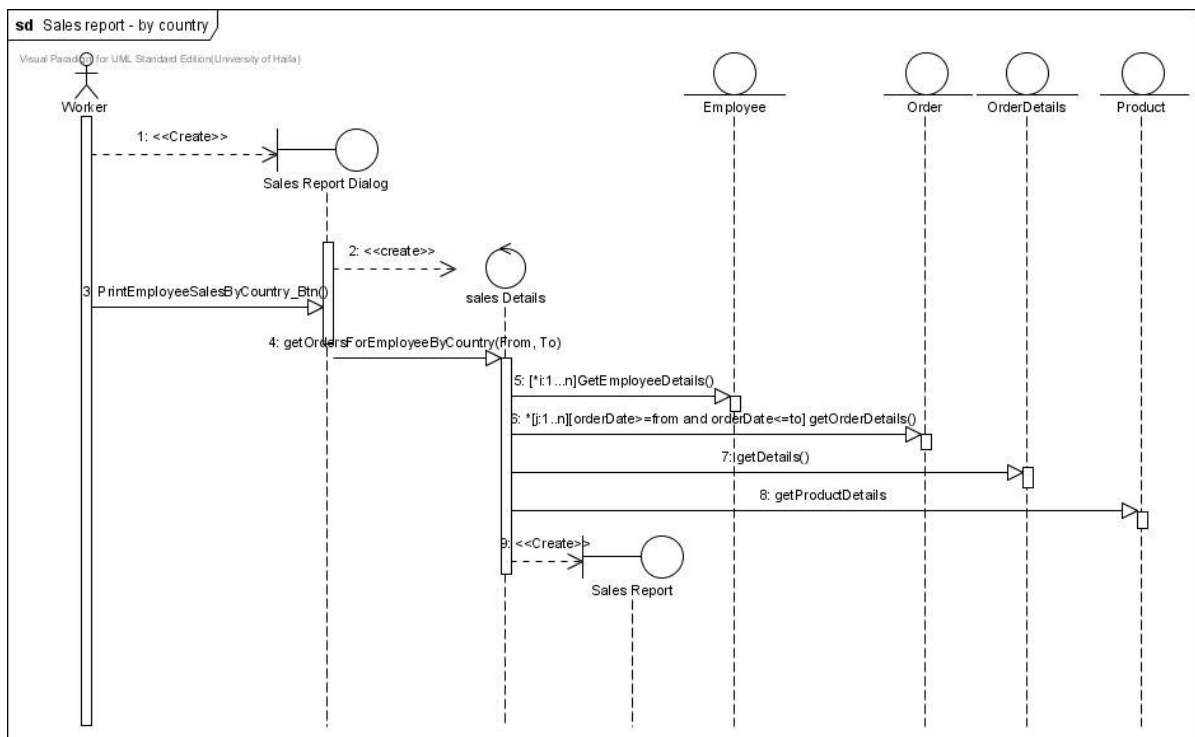 sd Sales report - by country
Visual Paradigm for UML Standard Edition(University of Haifa)
Worker
Employee
Order
OrderDetails
Product
1: <<Create>>
Sales Report Dialog
2: <<create>>
sales Details
3: PrintEmployeeSalesByCountry_Btn()
4: getOrdersForEmployeeByCountry(From, To)
5: [*i:1...n]GetEmployeeDetails()
6: *[j:1..n][orderDate>=from and orderDate<=to] getOrderDetails()
7: getDetails()
8: getProductDetails
9: <<Create>>
Sales Report